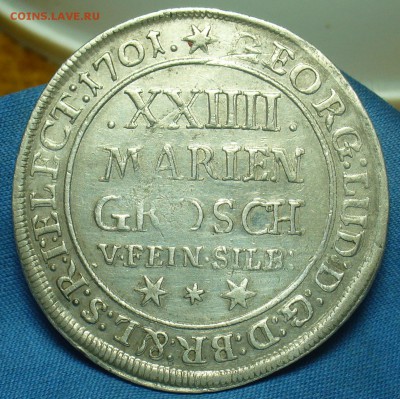 COINS.LAVE.RU
GEORG:LUD:D:G:D:BR:&L:S:R:I:ELECT:1701.
.XXIIII.
MARIEN
GROSCH
V.FEIN.SILB: